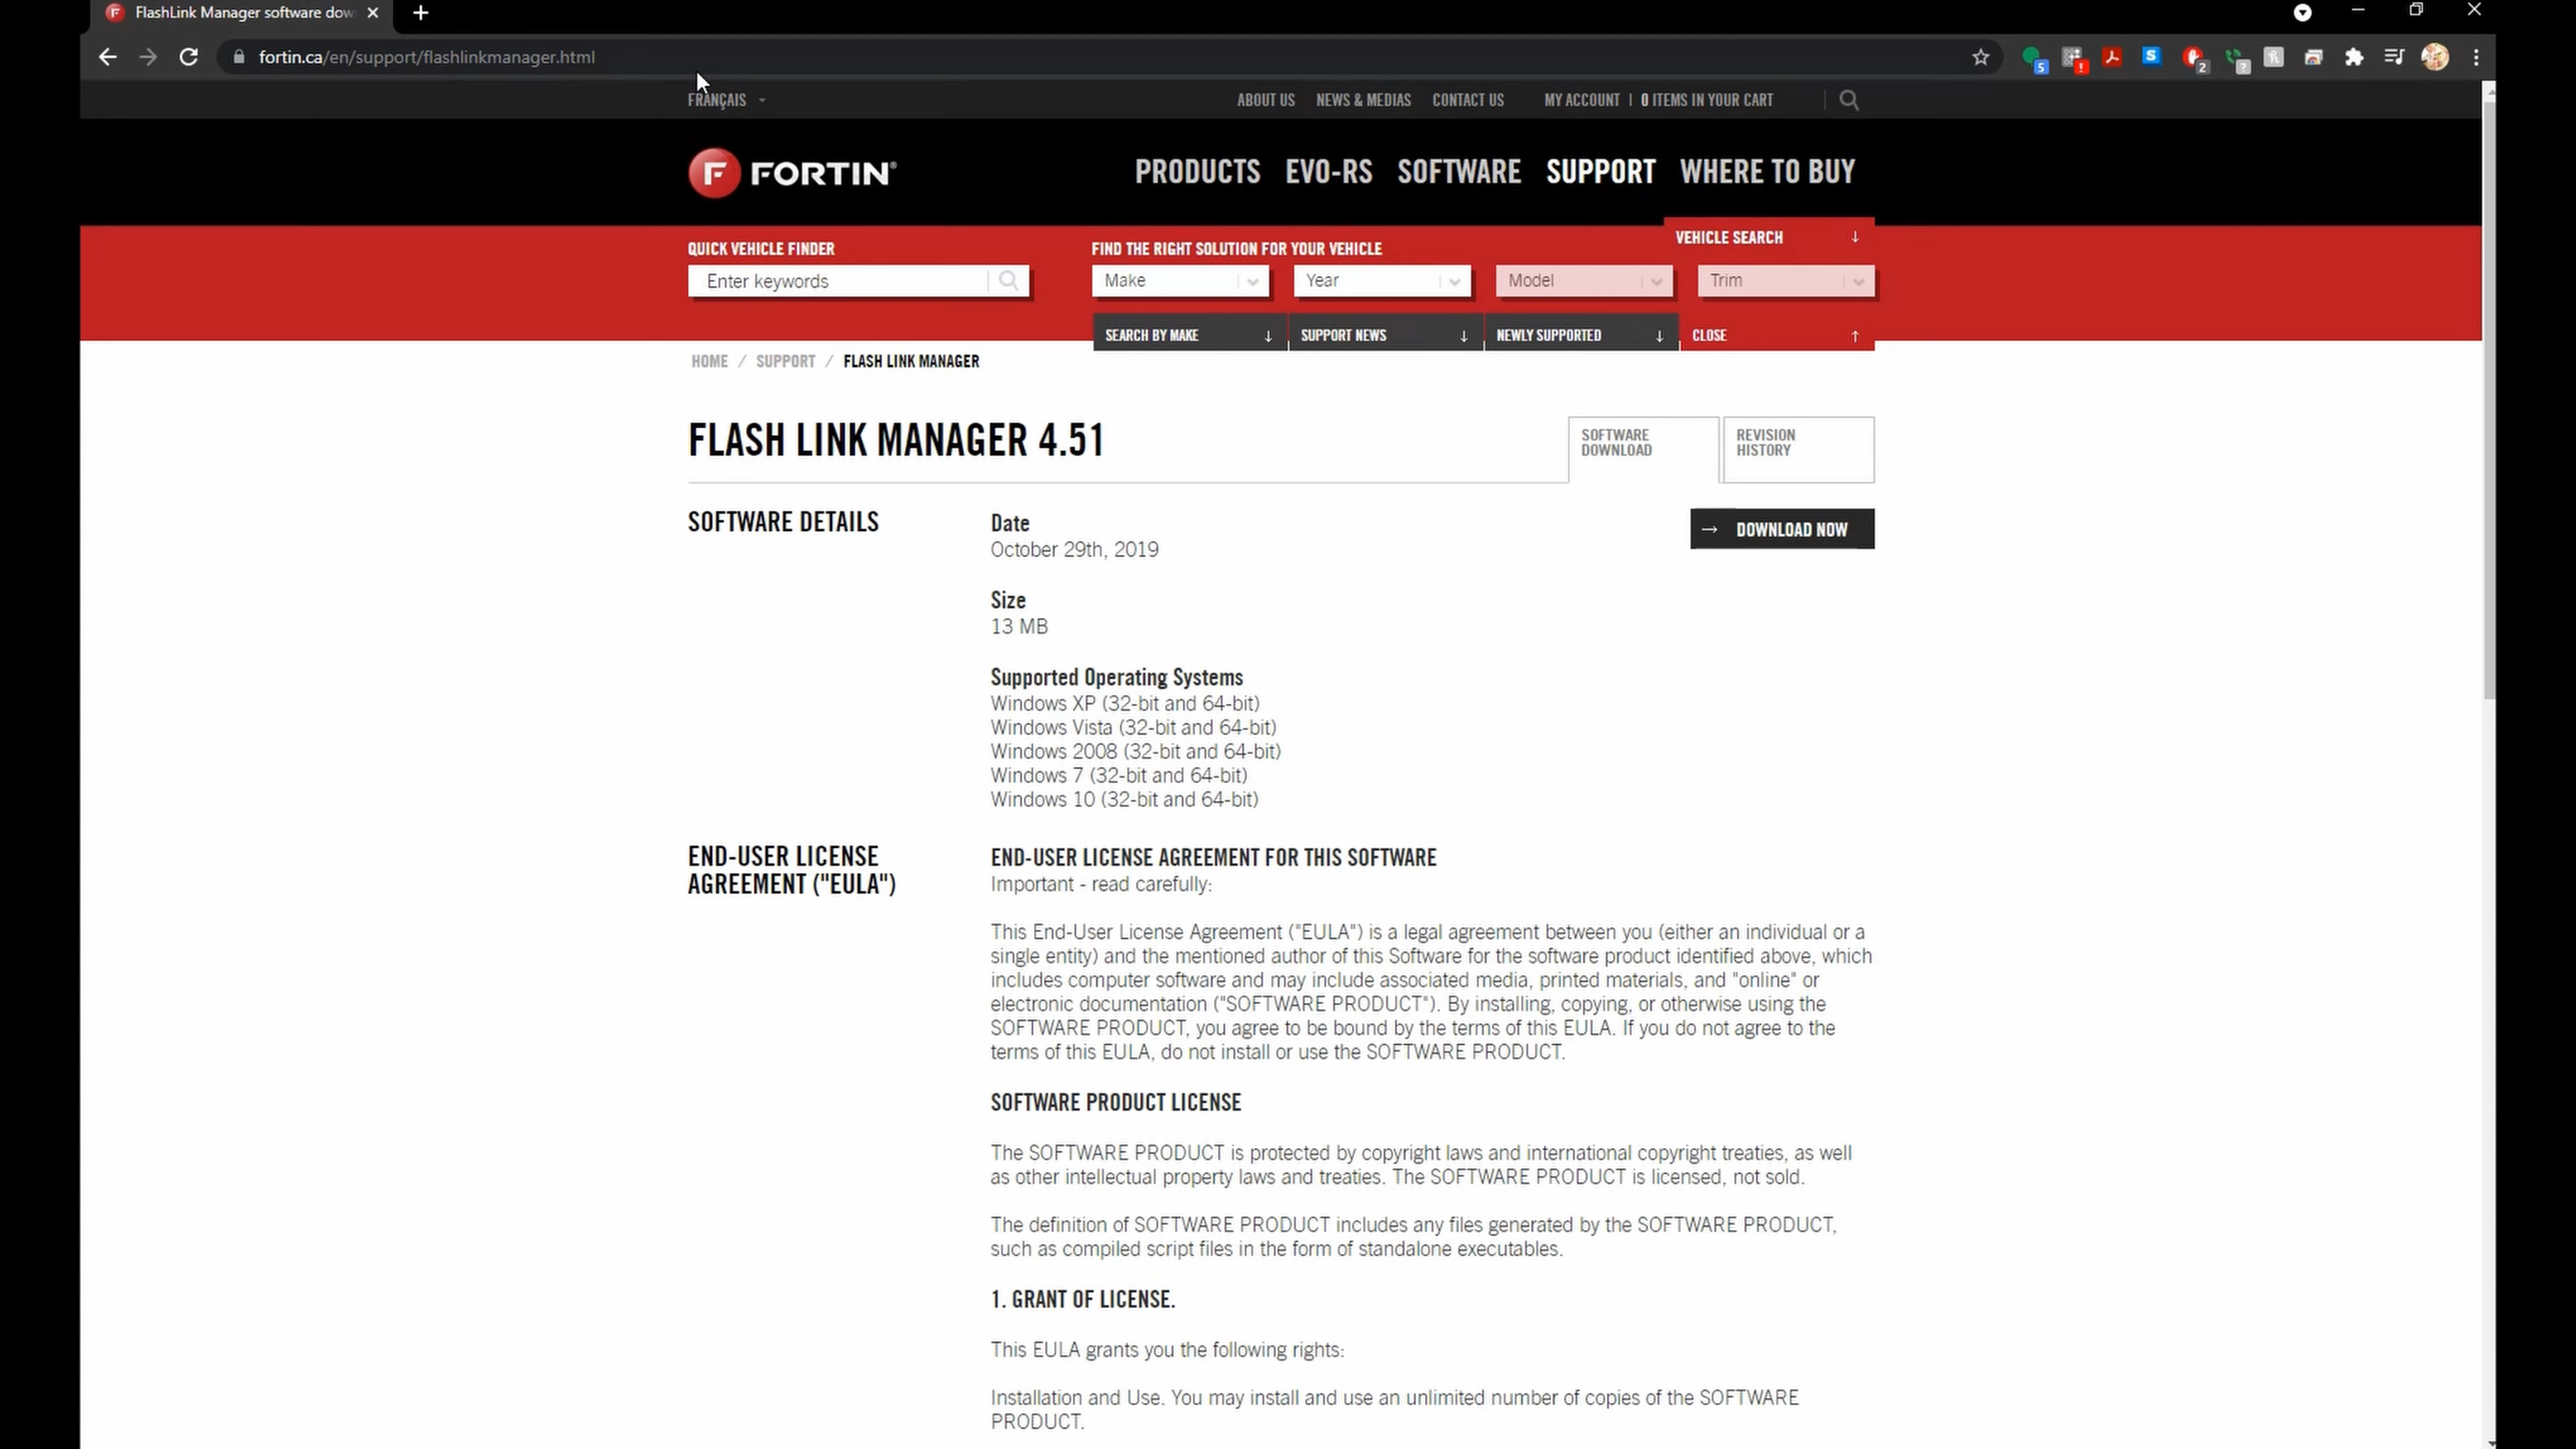 FlashLink Manager software dow
fortin.ca/en/support/flashlinkmanager.html
5
!
S
2
?
FRANÇAIS
ABOUT US
NEWS & MEDIAS
CONTACT US
MY ACCOUNT | 0 ITEMS IN YOUR CART
F FORTIN®
PRODUCTS
EVO-RS
SOFTWARE
SUPPORT
WHERE TO BUY
VEHICLE SEARCH ↓
QUICK VEHICLE FINDER
FIND THE RIGHT SOLUTION FOR YOUR VEHICLE
Enter keywords
Make
Year
Model
Trim
SEARCH BY MAKE ↓
SUPPORT NEWS ↓
NEWLY SUPPORTED ↓
CLOSE ↑
HOME / SUPPORT / FLASH LINK MANAGER
FLASH LINK MANAGER 4.51
SOFTWARE
DOWNLOAD
REVISION
HISTORY
SOFTWARE DETAILS
→ DOWNLOAD NOW
Date
October 29th, 2019
Size
13 MB
Supported Operating Systems
Windows XP (32-bit and 64-bit)
Windows Vista (32-bit and 64-bit)
Windows 2008 (32-bit and 64-bit)
Windows 7 (32-bit and 64-bit)
Windows 10 (32-bit and 64-bit)
END-USER LICENSE
AGREEMENT ("EULA")
END-USER LICENSE AGREEMENT FOR THIS SOFTWARE
Important - read carefully:
This End-User License Agreement ("EULA") is a legal agreement between you (either an individual or a
single entity) and the mentioned author of this Software for the software product identified above, which
includes computer software and may include associated media, printed materials, and "online" or
electronic documentation ("SOFTWARE PRODUCT"). By installing, copying, or otherwise using the
SOFTWARE PRODUCT, you agree to be bound by the terms of this EULA. If you do not agree to the
terms of this EULA, do not install or use the SOFTWARE PRODUCT.
SOFTWARE PRODUCT LICENSE
The SOFTWARE PRODUCT is protected by copyright laws and international copyright treaties, as well
as other intellectual property laws and treaties. The SOFTWARE PRODUCT is licensed, not sold.
The definition of SOFTWARE PRODUCT includes any files generated by the SOFTWARE PRODUCT,
such as compiled script files in the form of standalone executables.
1. GRANT OF LICENSE.
This EULA grants you the following rights:
Installation and Use. You may install and use an unlimited number of copies of the SOFTWARE
PRODUCT.